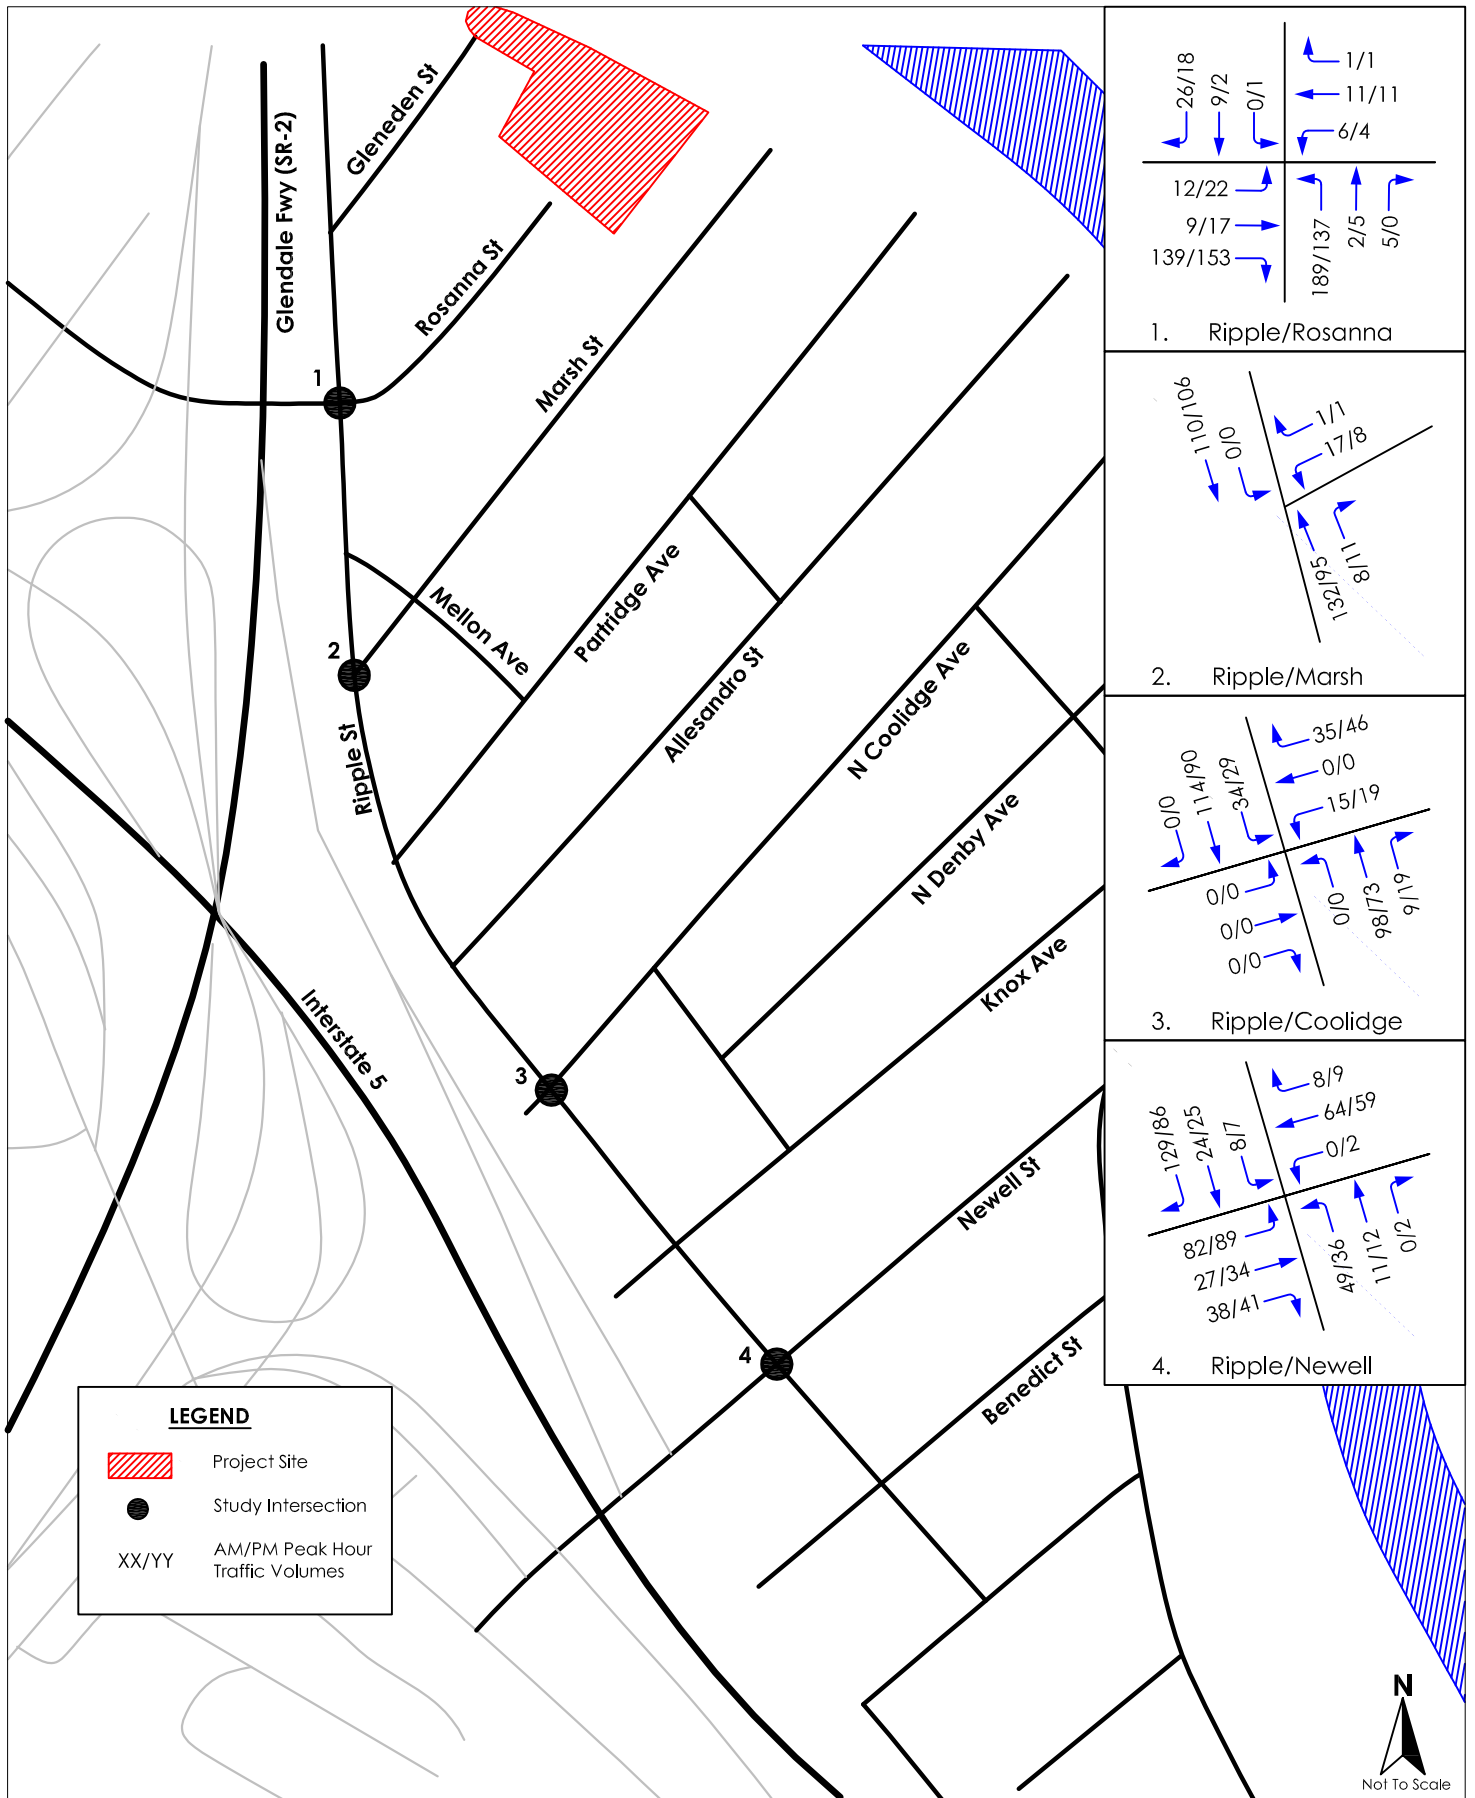 Glendale Fwy (SR-2)
Gleneden St
Rosanna St
1
Marsh St
Mellon Ave
2
Ripple St
Partridge Ave
Allesandro St
N Coolidge Ave
N Denby Ave
Knox Ave
Interstate 5
3
Newell St
4
Benedict St
26/18
9/2
0/1
1/1
11/11
6/4
12/22
9/17
139/153
189/137
2/5
5/0
1. Ripple/Rosanna
110/106
0/0
1/1
17/8
132/95
8/11
2. Ripple/Marsh
0/0
114/90
34/29
35/46
0/0
15/19
0/0
0/0
0/0
0/0
98/73
9/19
3. Ripple/Coolidge
129/86
24/25
8/7
8/9
64/59
0/2
82/89
27/34
38/41
49/36
11/12
0/2
4. Ripple/Newell
LEGEND
Project Site
Study Intersection
XX/YY AM/PM Peak Hour
Traffic Volumes
N
Not To Scale